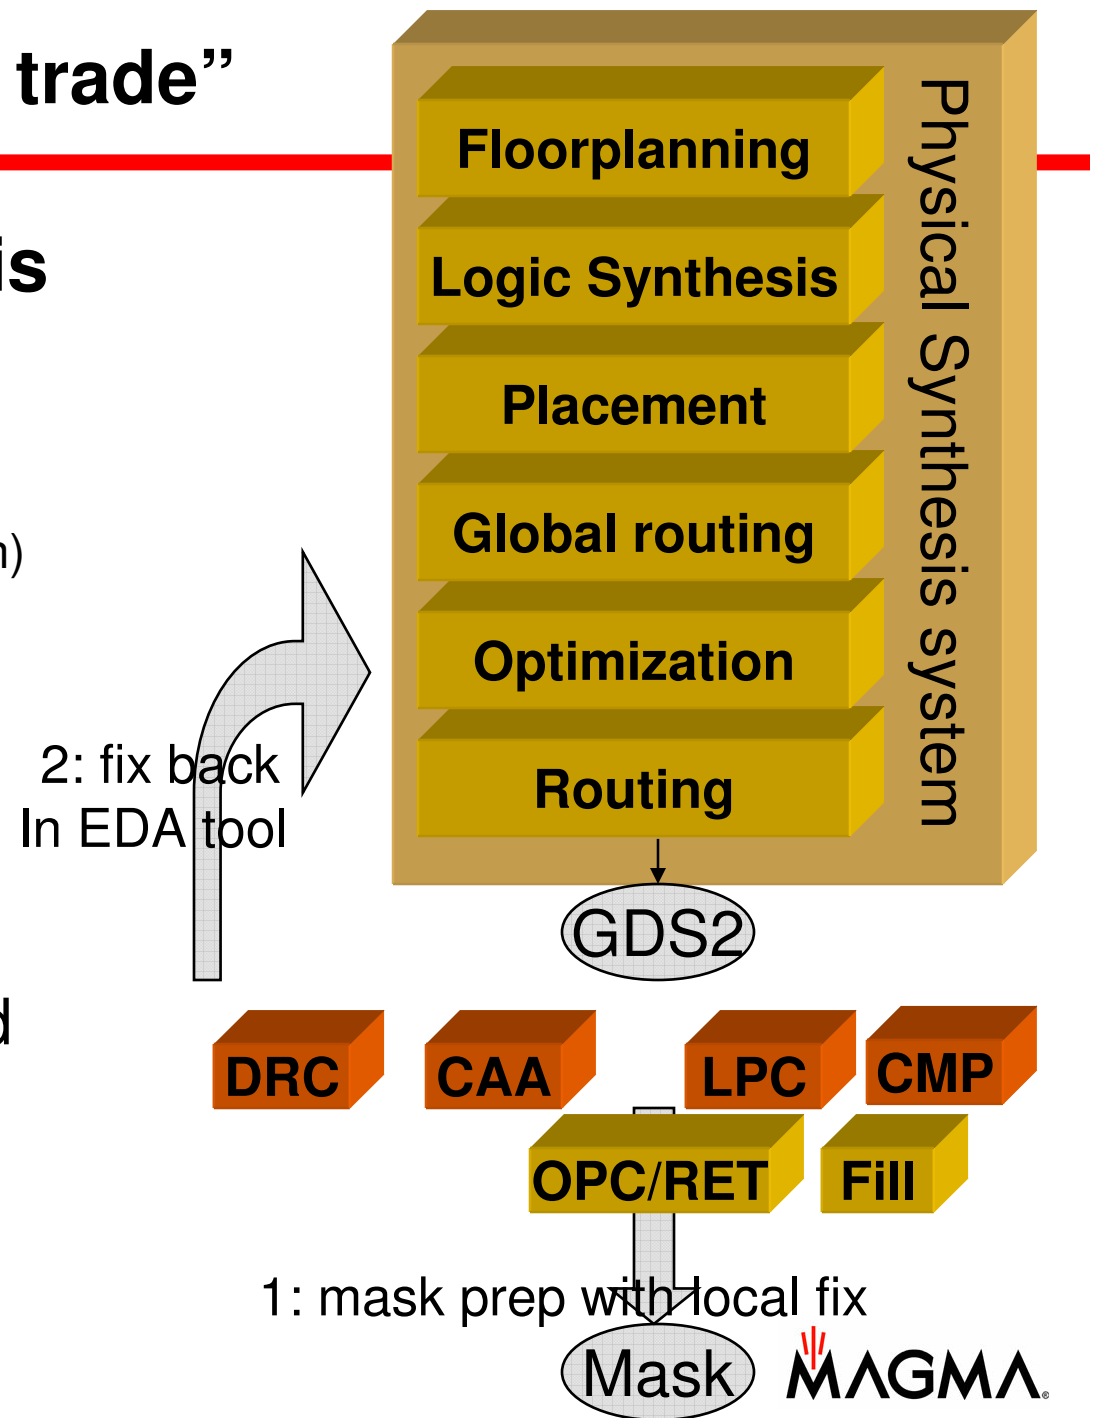 trade”
is
n)
d
Floorplanning
Logic Synthesis
Placement
Global routing
Optimization
Routing
Physical Synthesis system
2: fix back
In EDA tool
GDS2
DRC
CAA
LPC
CMP
OPC/RET
Fill
1: mask prep with local fix
Mask
MAGMA®